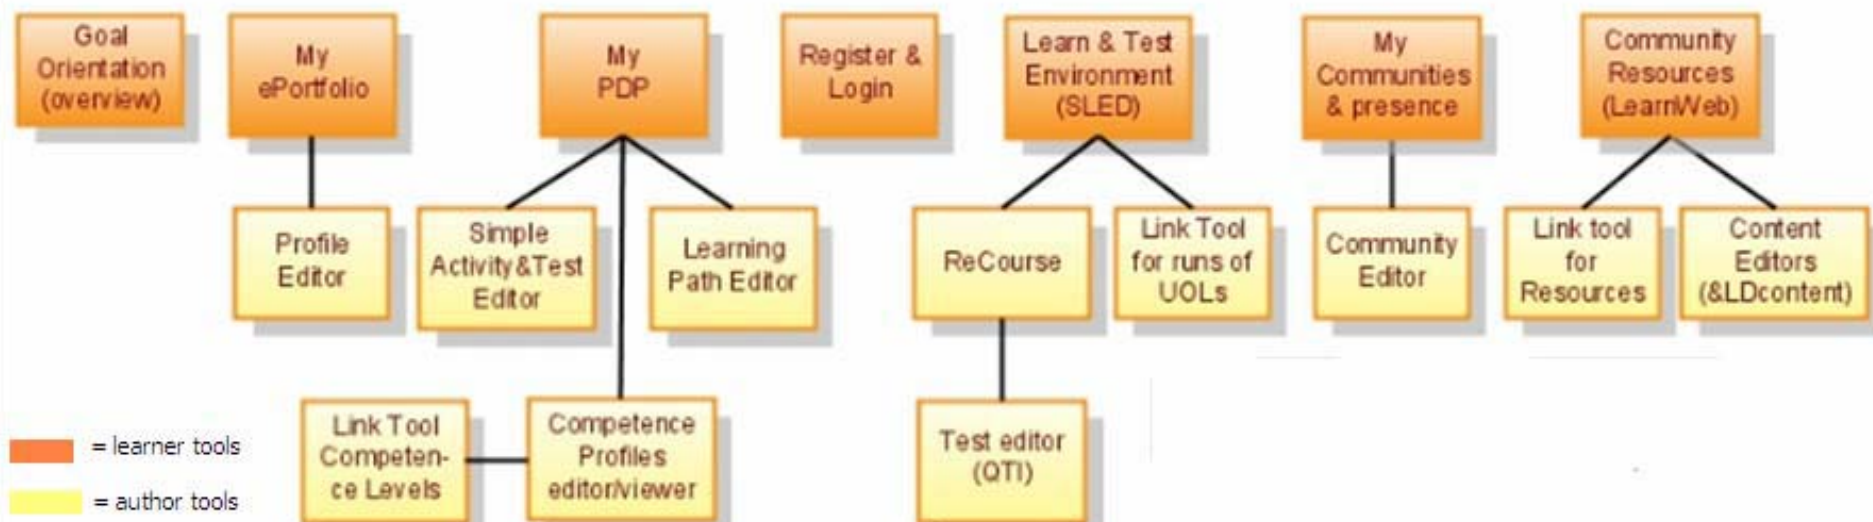 Goal
Orientation
(overview)
My
ePortfolio
My
PDP
Register &
Login
Learn & Test
Environment
(SLED)
My
Communities
& presence
Community
Resources
(LearnWeb)
Profile
Editor
Simple
Activity&Test
Editor
Learning
Path Editor
ReCourse
Link Tool
for runs of
UOLs
Community
Editor
Link tool
for
Resources
Content
Editors
(&LDcontent)
Link Tool
Competen-
ce Levels
Competence
Profiles
editor/viewer
Test editor
(QTI)
= learner tools
= author tools